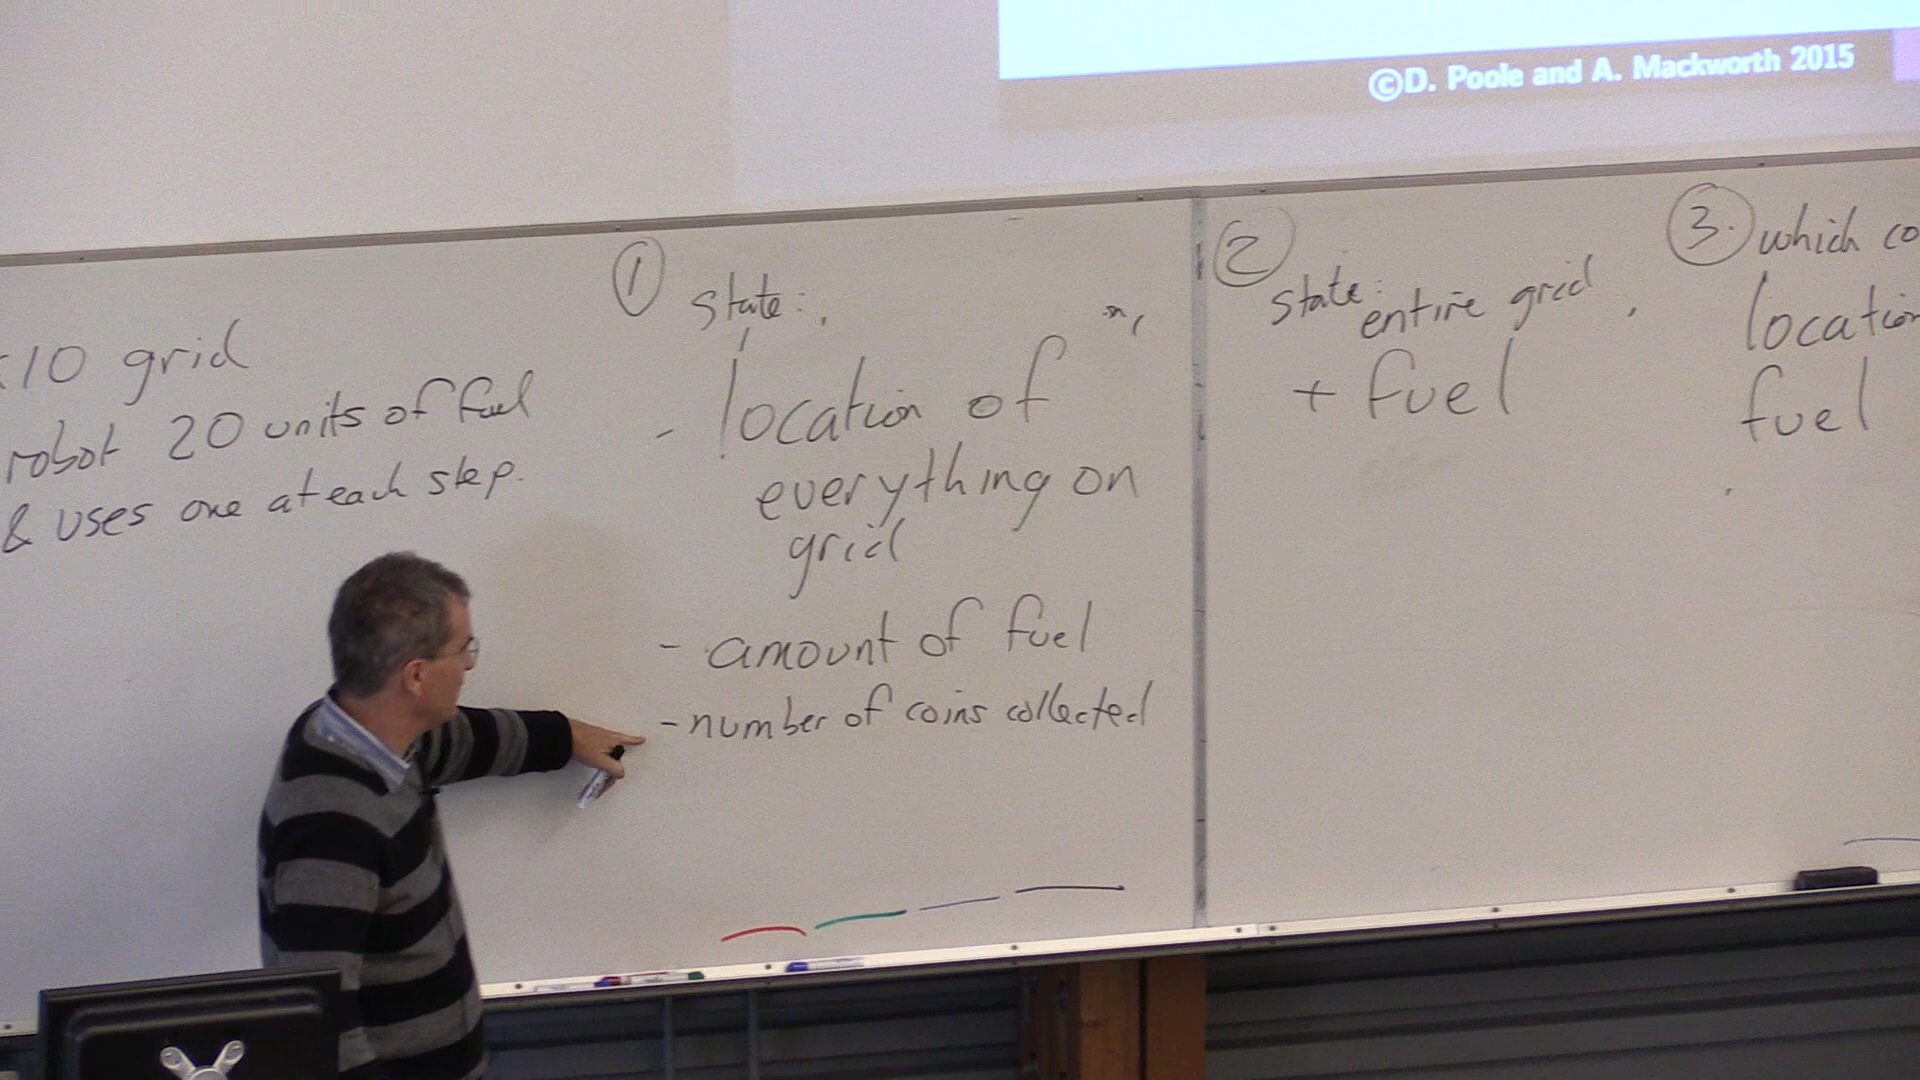 ©D. Poole and A. Mackworth 2015
10 grid
robot 20 units of fuel
& uses one at each step.
①
State:
- location of
everything on
grid
- amount of fuel
- number of coins collected
②
State:
entire grid
+ fuel
③. which co
location
fuel